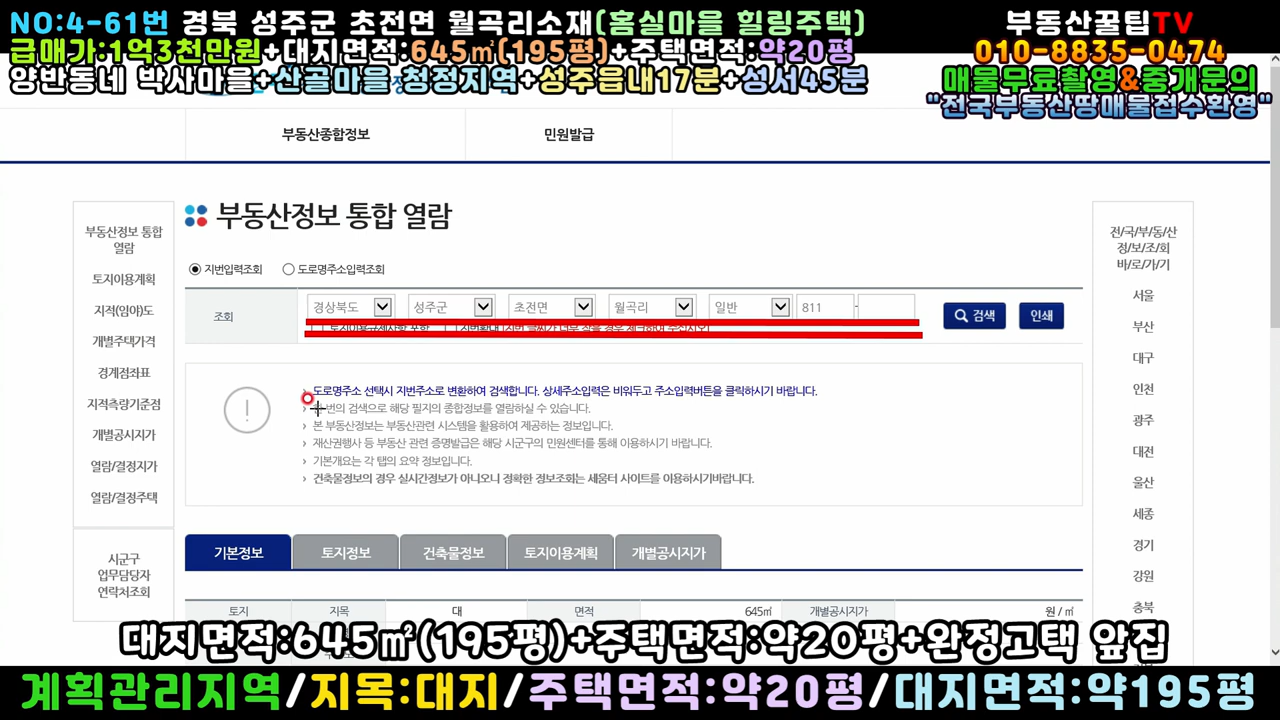 NO:4-61번 경북 성주군 초전면 월곡리소재(홈실마을 힐링주택)
급매가:1억3천만원+대지면적:645㎡(195평)+주택면적:약20평
양반동네 박사마을+산골마을 청정지역+성주읍내17분+성서45분
부동산꿀팁TV
010-8835-0474
매물무료촬영&중개문의
"전국부동산땅매물접수환영"
부동산종합정보 민원발급
부동산정보 통합 열람
지번입력조회 도로명주소입력조회
조회 경상북도 성주군 초전면 월곡리 일반 811 - 검색 인쇄
도로명주소 선택시 지번주소로 변환하여 검색합니다. 상세주소입력은 비워두고 주소입력버튼을 클릭하시기 바랍니다.
번의 검색으로 해당 필지의 종합정보를 열람하실 수 있습니다.
본 부동산정보는 부동산관련 시스템을 활용하여 제공하는 정보입니다.
재산권행사 등 부동산 관련 증명발급은 해당 시군구의 민원센터를 통해 이용하시기 바랍니다.
기본개요는 각 탭의 요약 정보입니다.
건축물정보의 경우 실시간정보가 아니오니 정확한 정보조회는 세움터 사이트를 이용하시기바랍니다.
기본정보 토지정보 건축물정보 토지이용계획 개별공시지가
토지 지목 대 면적 645㎡ 개별공시지가 원 / ㎡
부동산정보 통합
열람
토지이용계획
지적(임야)도
개별주택가격
경계점좌표
지적측량기준점
개별공시지가
열람/결정지가
열람/결정주택
시군구
업무담당자
연락처조회
전/국/부/동/산
정/보/조/회
바/로/가/기
서울
부산
대구
인천
광주
대전
울산
세종
경기
강원
충북
대지면적:645㎡(195평)+주택면적:약20평+완정고택 앞집
계획관리지역/지목:대지/주택면적:약20평/대지면적:약195평